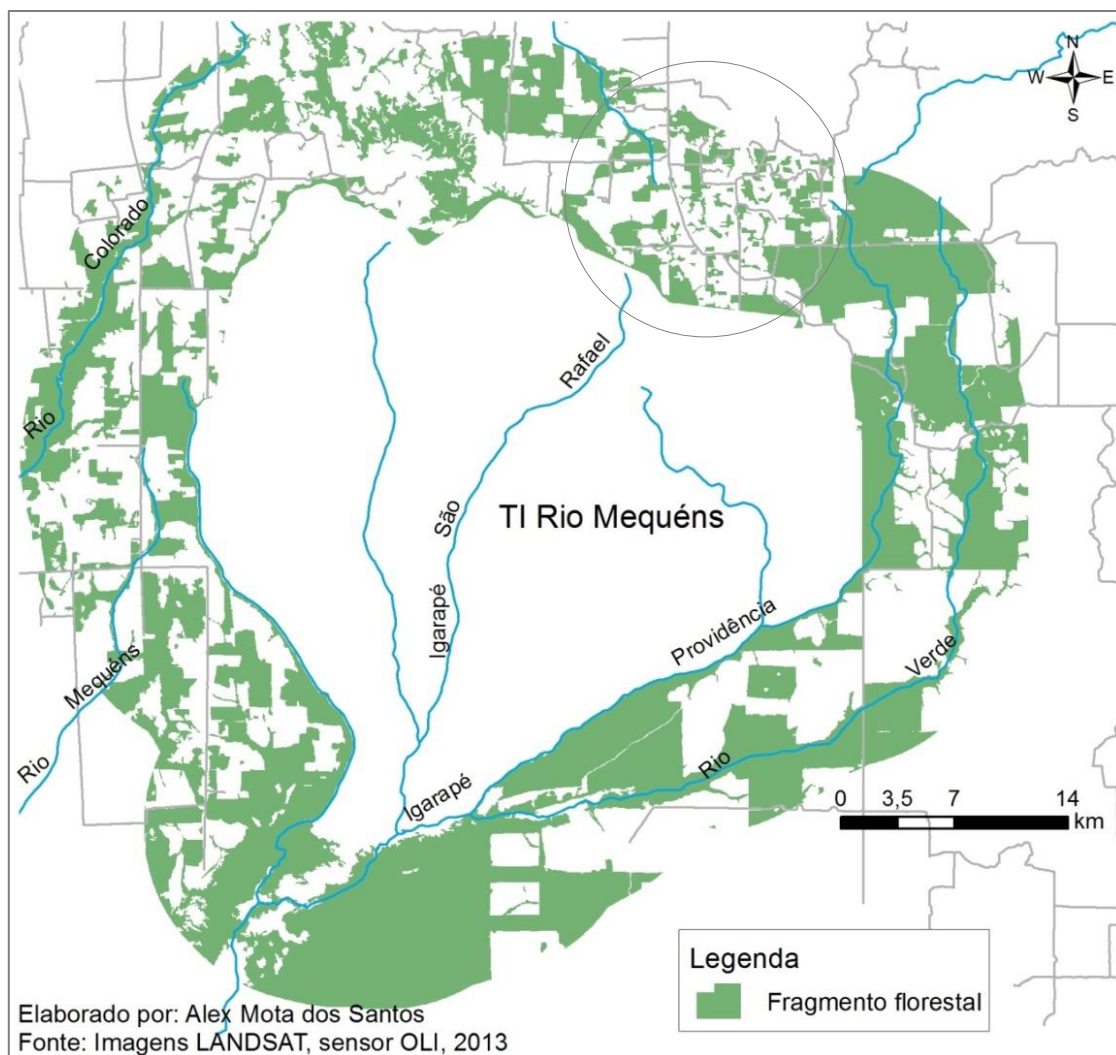 N
W E
S
Rio Colorado
Igarapé São Rafael
TI Rio Mequéns
Rio Mequéns
Igarapé Providência
Rio Verde
0 3,5 7 14
km
Legenda
Fragmento florestal
Elaborado por: Alex Mota dos Santos
Fonte: Imagens LANDSAT, sensor OLI, 2013